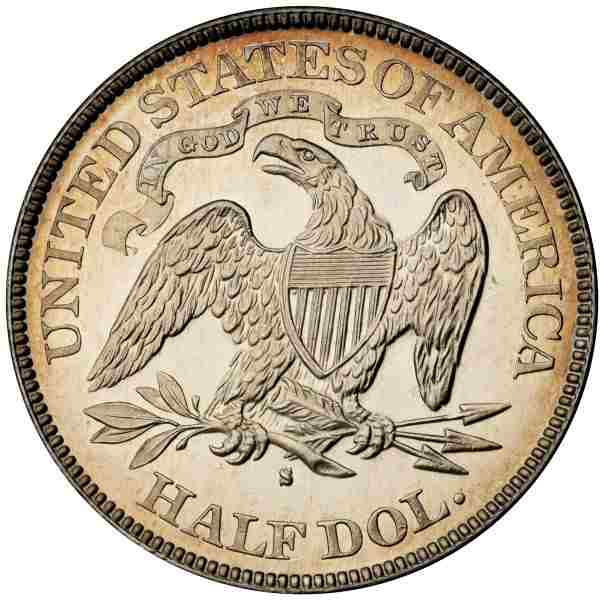 UNITED STATES OF AMERICA
IN GOD WE TRUST
S
HALF DOL.